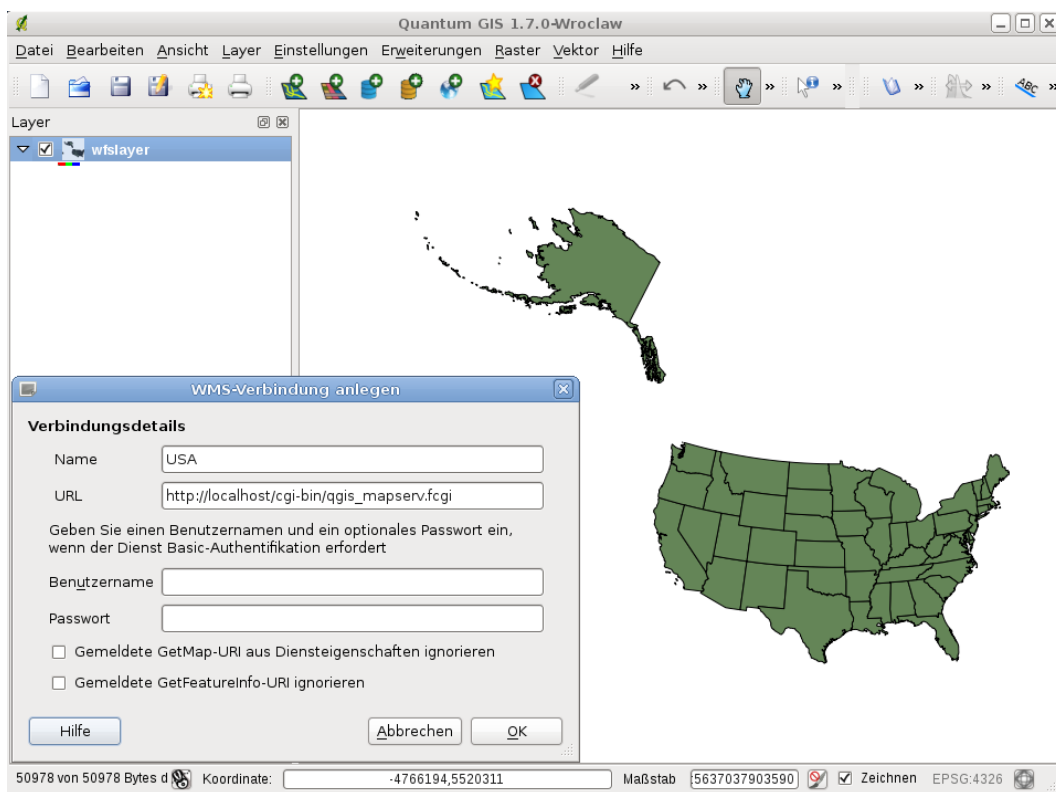 Quantum GIS 1.7.0-Wroclaw
Datei Bearbeiten Ansicht Layer Einstellungen Erweiterungen Raster Vektor Hilfe
ABC
Layer
wfslayer
WMS-Verbindung anlegen
Verbindungsdetails
Name USA
URL http://localhost/cgi-bin/qgis_mapserv.fcgi
Geben Sie einen Benutzernamen und ein optionales Passwort ein,
wenn der Dienst Basic-Authentifikation erfordert
Benutzername
Passwort
Gemeldete GetMap-URI aus Diensteigenschaften ignorieren
Gemeldete GetFeatureInfo-URI ignorieren
Hilfe Abbrechen OK
50978 von 50978 Bytes d Koordinate: -4766194,5520311 Maßstab :5637037903590 Zeichnen EPSG:4326